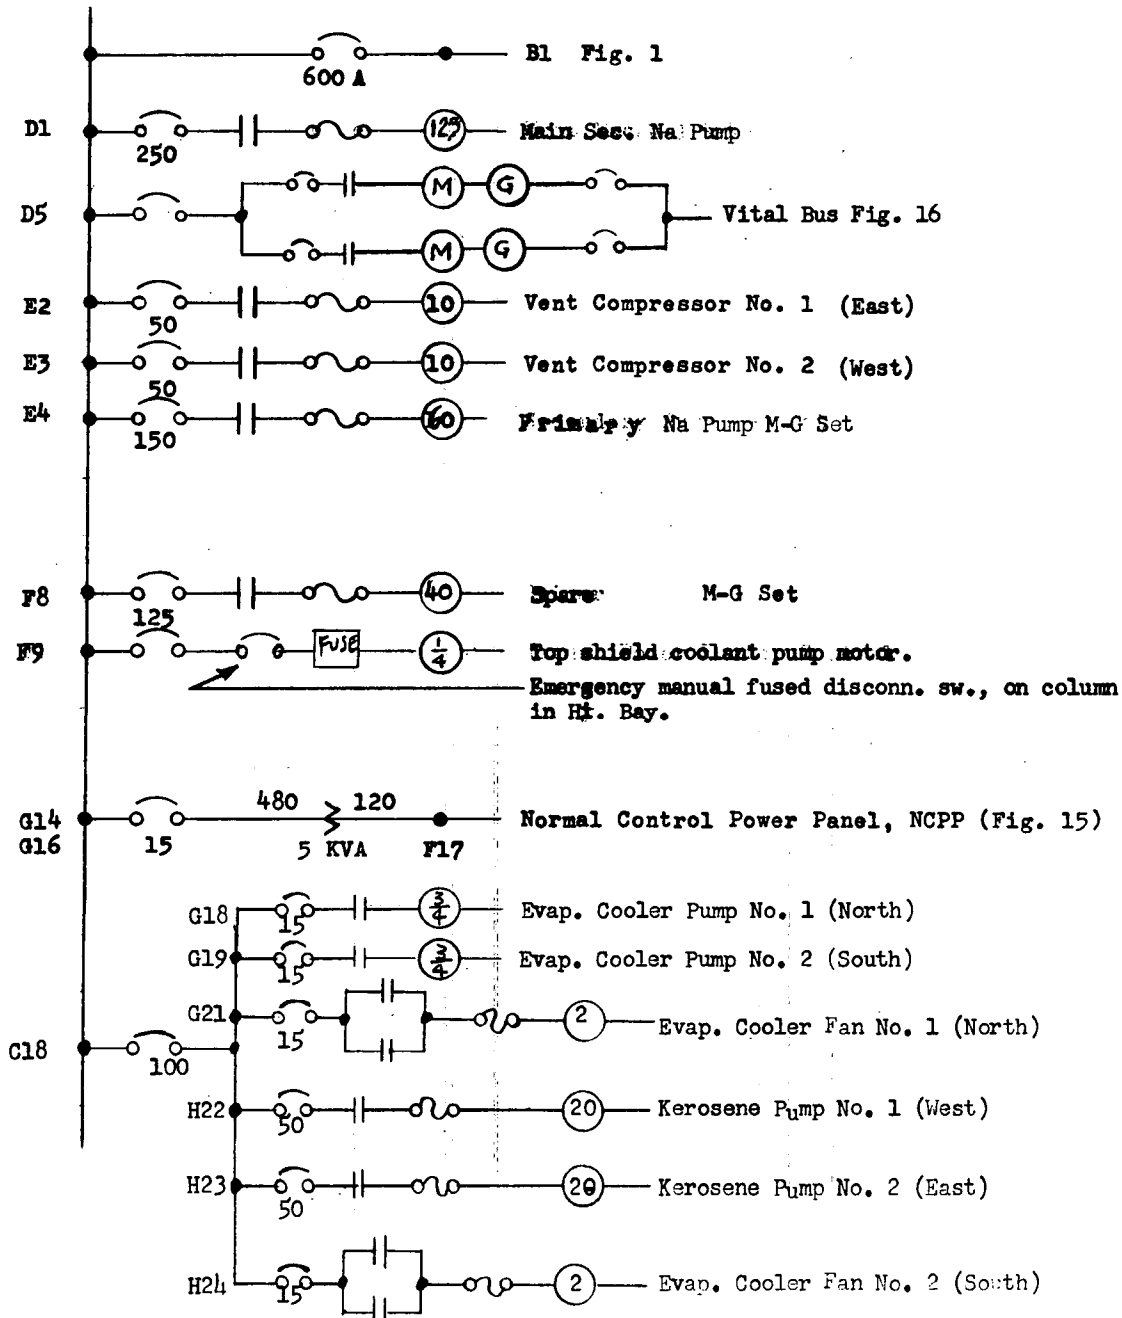 B1 Fig. 1
600 A
D1
125
Main Sec. Na Pump
250
D5
M G
Vital Bus Fig. 16
M G
E2
10
Vent Compressor No. 1 (East)
50
E3
10
Vent Compressor No. 2 (West)
50
E4
60
Primary Na Pump M-G Set
150
F8
40
Spare M-G Set
125
F9
FUSE
1/4
Top shield coolant pump motor.
Emergency manual fused disconn. sw., on column
in Ht. Bay.
480 120
G14
Normal Control Power Panel, NCPP (Fig. 15)
G16
15
5 KVA
F17
G18
3/4
Evap. Cooler Pump No. 1 (North)
15
G19
3/4
Evap. Cooler Pump No. 2 (South)
15
G21
2
Evap. Cooler Fan No. 1 (North)
15
C18
100
H22
20
Kerosene Pump No. 1 (West)
50
H23
20
Kerosene Pump No. 2 (East)
50
H24
2
Evap. Cooler Fan No. 2 (South)
15